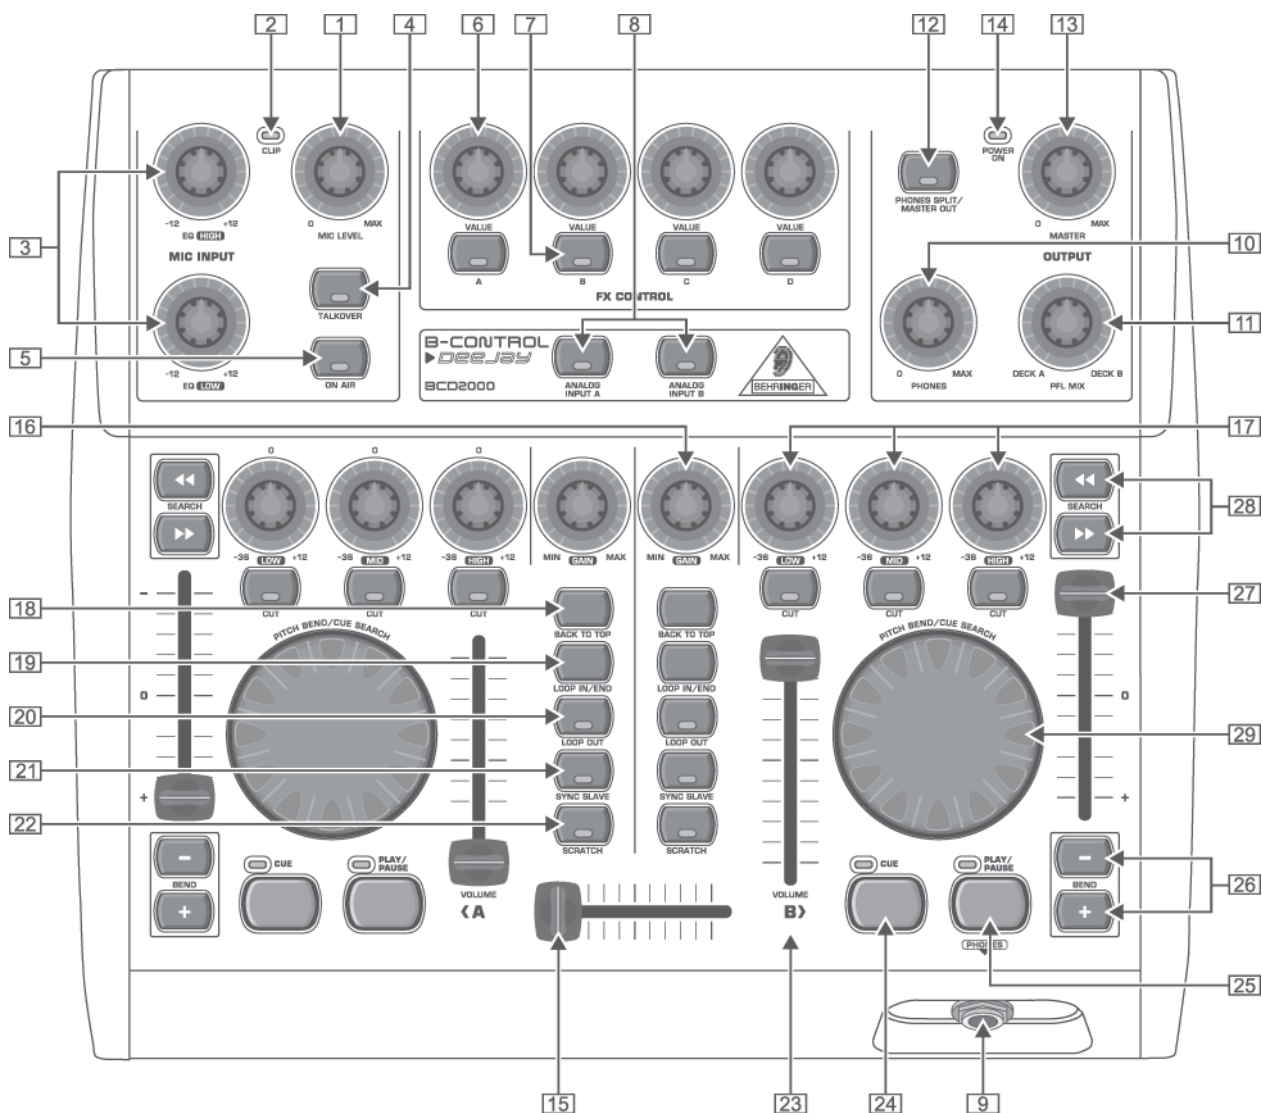 2 1 4 6 7 8 12 14 13
CLIP
POWER ON
PHONES SPLIT/ MASTER OUT
-12 +12
EQ HIGH
0 MAX
MIC LEVEL
VALUE VALUE VALUE VALUE
0 MAX
MASTER
3
MIC INPUT
OUTPUT
10
A B C D
FX CONTROL
TALKOVER
11
5
ON AIR
-12 +12
EQ LOW
B-CONTROL
DEEJAY
BCD2000
ANALOG INPUT A
ANALOG INPUT B
BEHRINGER
0 MAX
PHONES
DECK A DECK B
PFL MIX
16
17
0 0 0
SEARCH
SEARCH
28
-36 LOW +12
-36 MID +12
-36 HIGH +12
MIN GAIN MAX
MIN GAIN MAX
-36 LOW +12
-36 MID +12
-36 HIGH +12
CUT CUT CUT
CUT CUT CUT
18
-
27
PITCH BEND/CUE SEARCH
PITCH BEND/CUE SEARCH
BACK TO TOP
BACK TO TOP
19
LOOP IN/END
LOOP IN/END
0
0
20
LOOP OUT
LOOP OUT
29
21
SYNC SLAVE
SYNC SLAVE
+
+
22
SCRATCH
SCRATCH
-
BEND
+
CUE
PLAY/ PAUSE
VOLUME
‹A
VOLUME
B›
CUE
PLAY/ PAUSE
-
BEND
+
26
PHONES
25
15 23 24 9